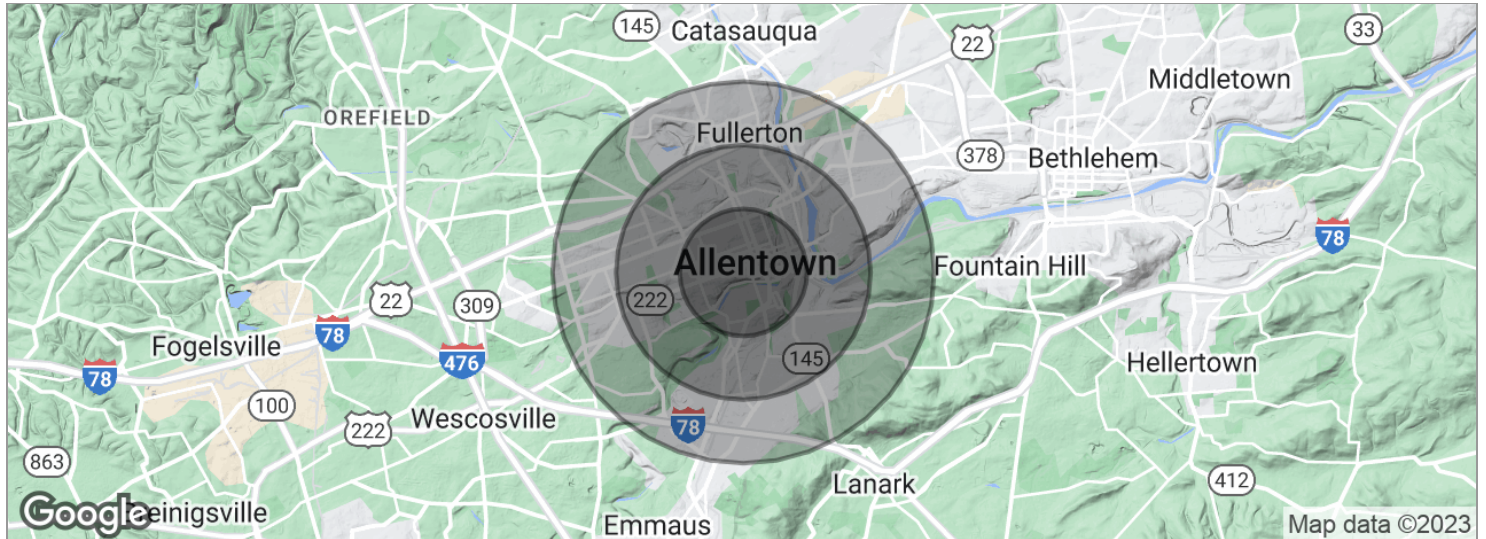 145
Catasauqua
22
33
Middletown
OREFIELD
Fullerton
378
Bethlehem
78
Allentown
Fountain Hill
222
22
309
78
Fogelsville
476
145
Hellertown
78
100
Wescosville
222
78
863
Lanark
412
Google
einigsville
Emmaus
Map data ©2023